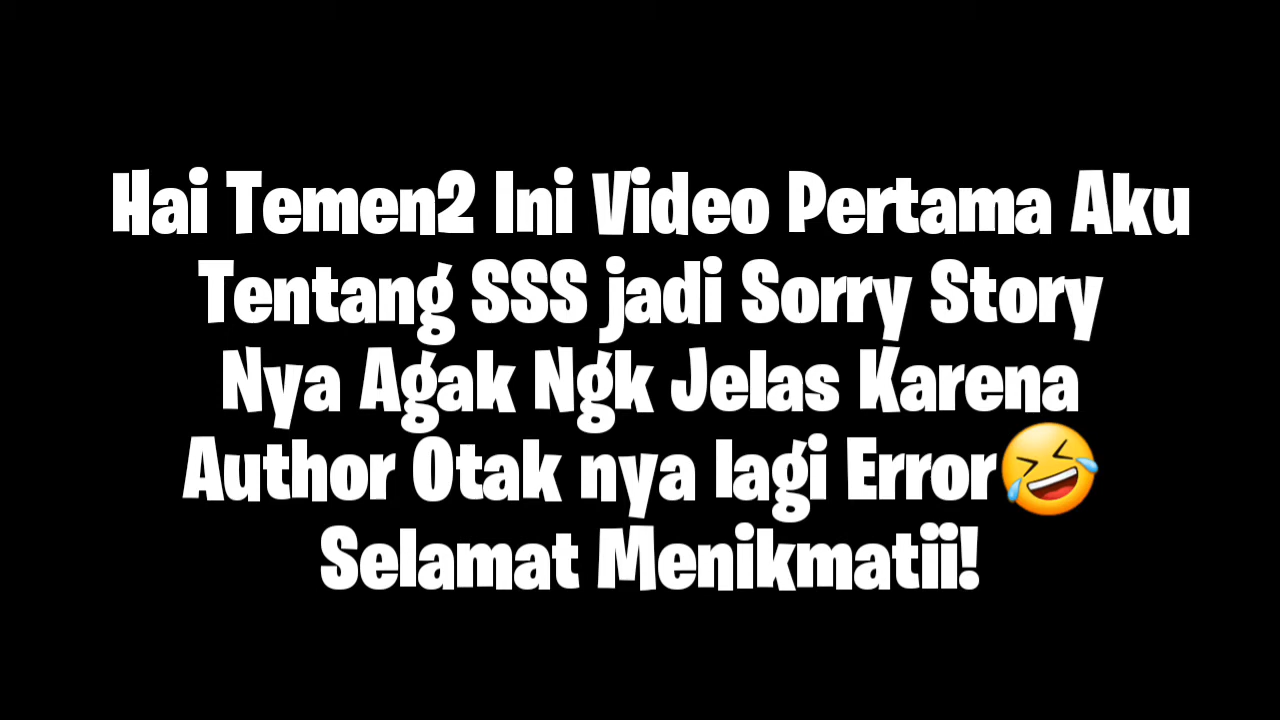 Hai Temen2 Ini Video Pertama Aku
Tentang SSS jadi Sorry Story
Nya Agak Ngk Jelas Karena
Author Otak nya lagi Error🤣
Selamat Menikmatii!